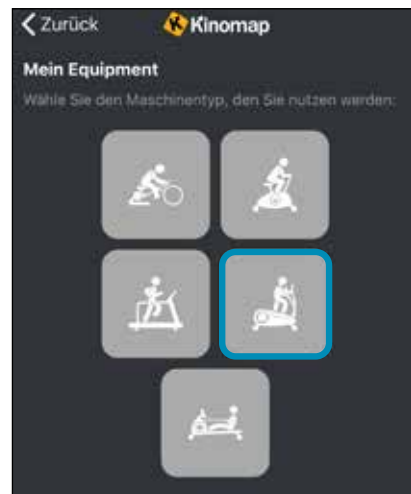 Zurück
Kinomap
Mein Equipment
Wähle Sie den Maschinentyp, den Sie nutzen werden: